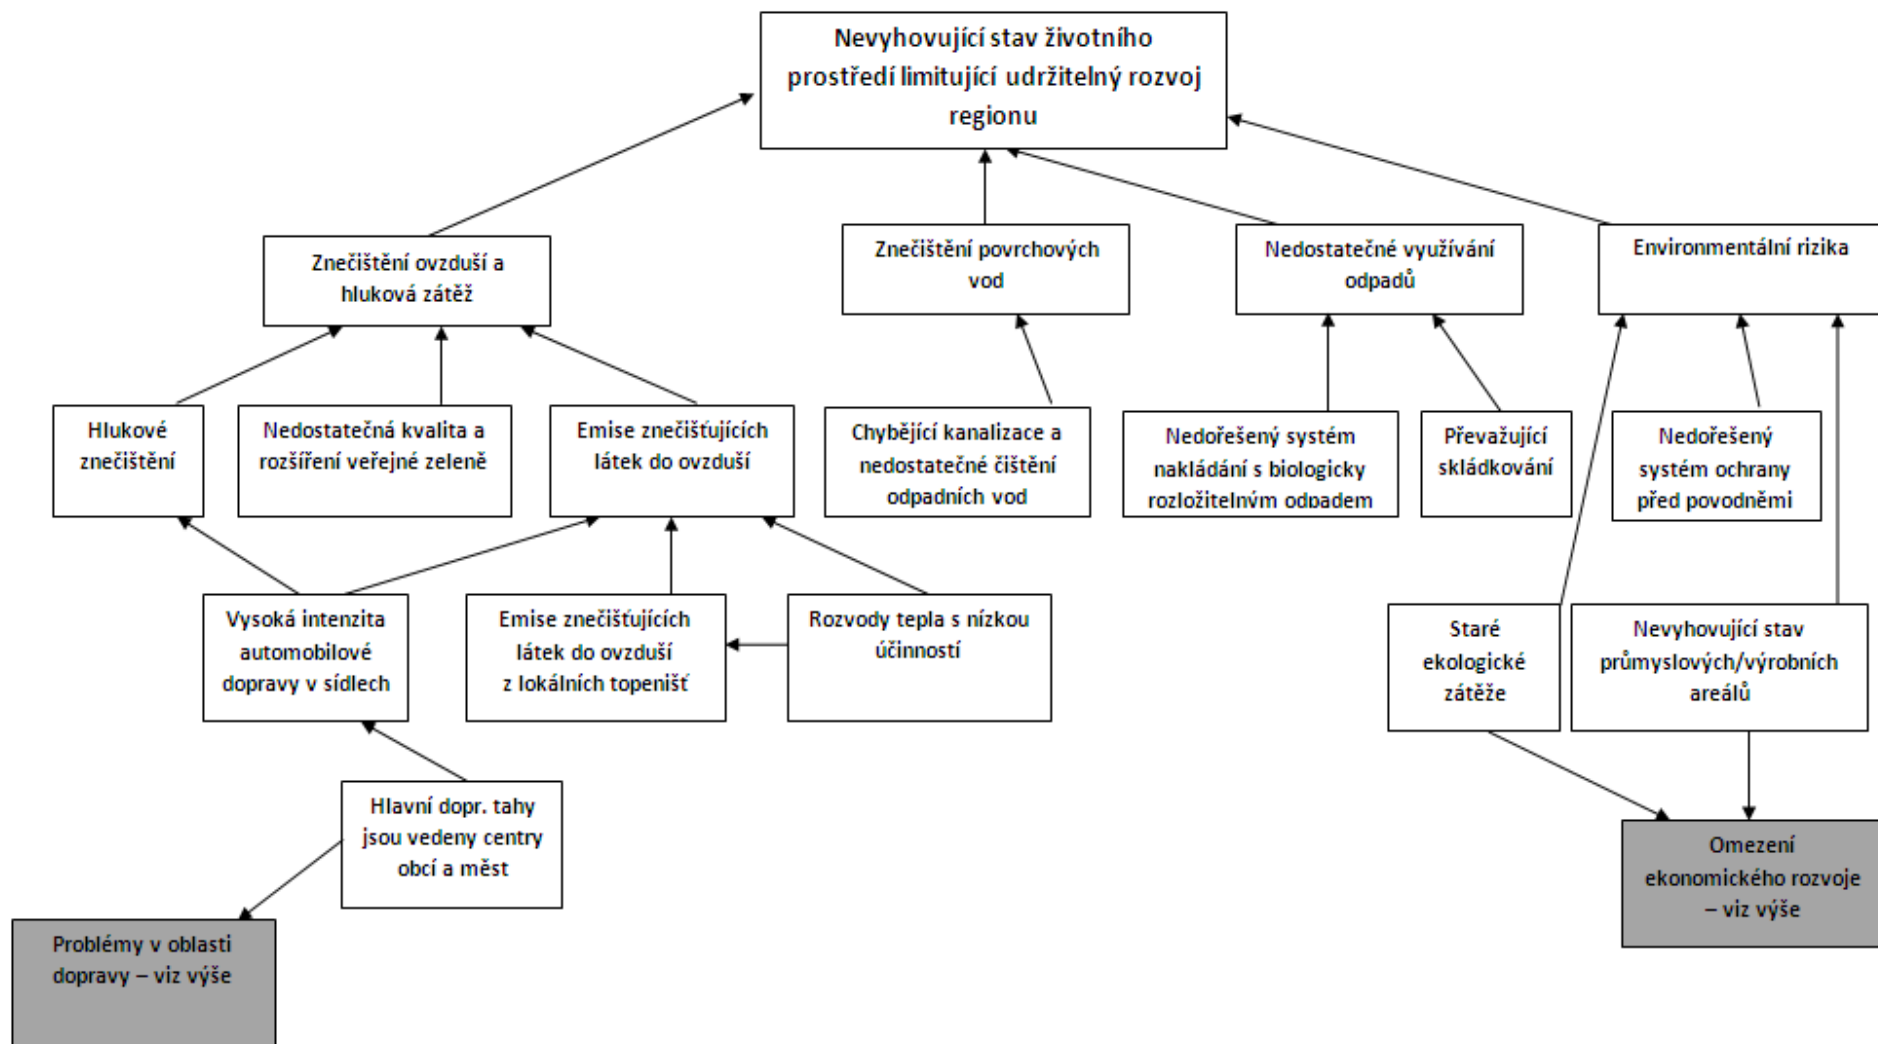 Nevyhovující stav životního
prostředí limitující udržitelný rozvoj
regionu
Znečištění ovzduší a
hluková zátěž
Znečištění povrchových
vod
Nedostatečné využívání
odpadů
Environmentální rizika
Hlukové
znečištění
Nedostatečná kvalita a
rozšíření veřejné zeleně
Emise znečišťujících
látek do ovzduší
Chybějící kanalizace a
nedostatečné čištění
odpadních vod
Nedořešený systém
nakládání s biologicky
rozložitelným odpadem
Převažující
skládkování
Nedořešený
systém ochrany
před povodněmi
Vysoká intenzita
automobilové
dopravy v sídlech
Emise znečišťujících
látek do ovzduší
z lokálních topenišť
Rozvody tepla s nízkou
účinností
Staré
ekologické
zátěže
Nevyhovující stav
průmyslových/výrobních
areálů
Hlavní dopr. tahy
jsou vedeny centry
obcí a měst
Omezení
ekonomického rozvoje
– viz výše
Problémy v oblasti
dopravy – viz výše